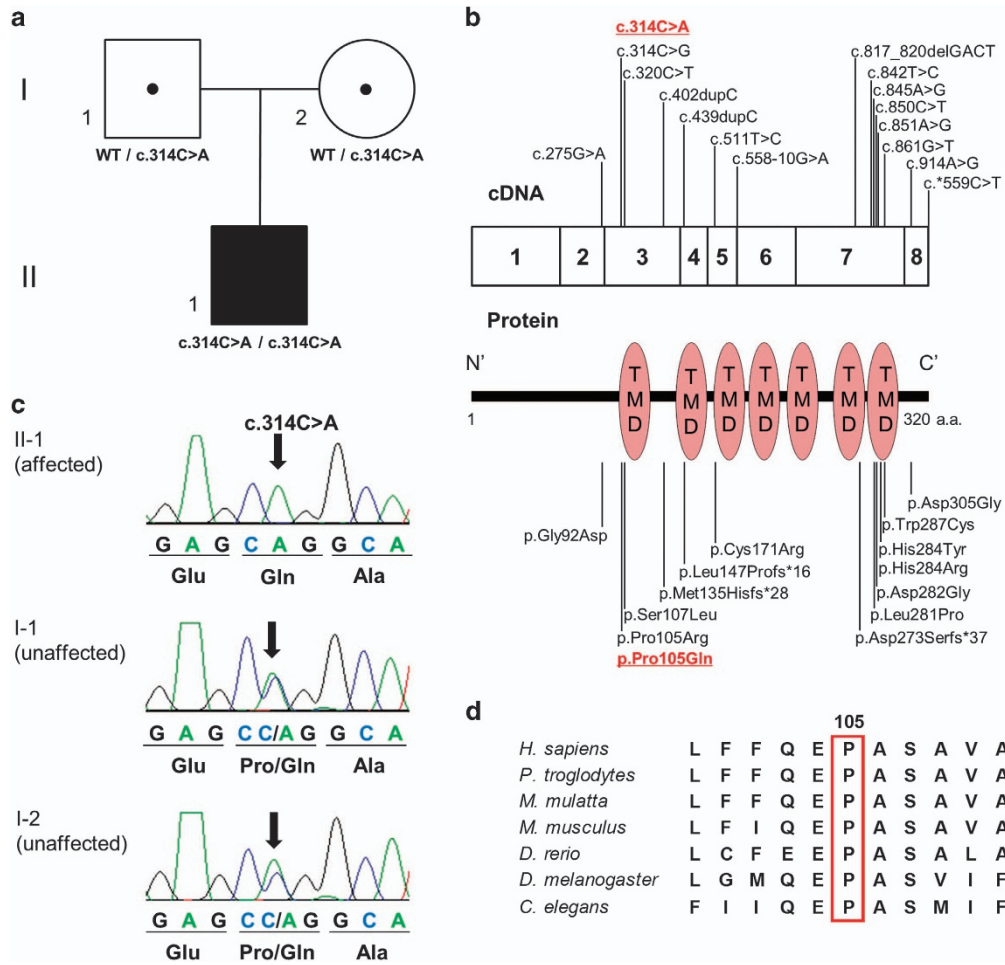 a
I
1
2
WT / c.314C>A
WT / c.314C>A
II
1
c.314C>A / c.314C>A
b
c.314C>A
c.314C>G
c.320C>T
c.402dupC
c.439dupC
c.511T>C
c.558-10G>A
c.275G>A
c.817_820delGACT
c.842T>C
c.845A>G
c.850C>T
c.851A>G
c.861G>T
c.914A>G
c.*559C>T
cDNA
1 2 3 4 5 6 7 8
Protein
N' C'
TMD TMD TMD TMD TMD TMD TMD
1 320 a.a.
p.Gly92Asp
p.Cys171Arg
p.Leu147Profs*16
p.Met135Hisfs*28
p.Ser107Leu
p.Pro105Arg
p.Pro105Gln
p.Asp305Gly
p.Trp287Cys
p.His284Tyr
p.His284Arg
p.Asp282Gly
p.Leu281Pro
p.Asp273Serfs*37
c
c.314C>A
II-1
(affected)
G A G C A G G C A
Glu Gln Ala
I-1
(unaffected)
G A G C C/A G G C A
Glu Pro/Gln Ala
I-2
(unaffected)
G A G C C/A G G C A
Glu Pro/Gln Ala
d
105
H. sapiens L F F Q E P A S A V A
P. troglodytes L F F Q E P A S A V A
M. mulatta L F F Q E P A S A V A
M. musculus L F I Q E P A S A V A
D. rerio L C F E E P A S A L A
D. melanogaster L G M Q E P A S V I F
C. elegans F I I Q E P A S M I F